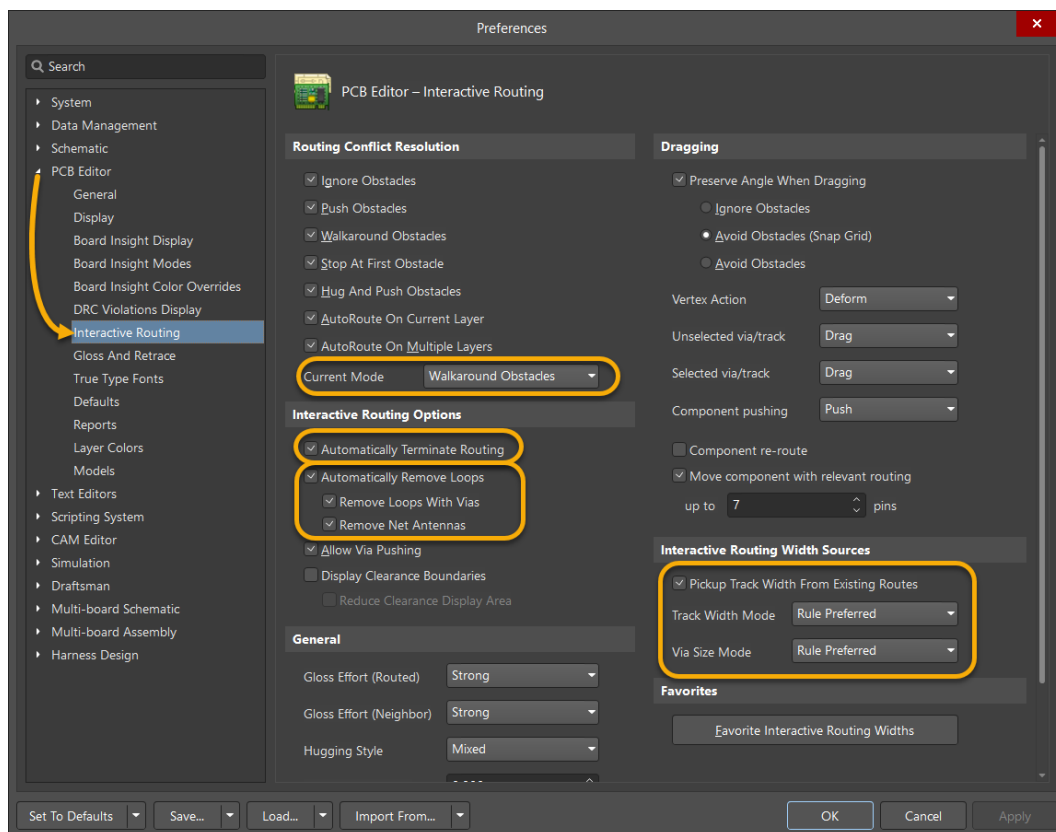 Preferences
Search
System
Data Management
Schematic
PCB Editor
General
Display
Board Insight Display
Board Insight Modes
Board Insight Color Overrides
DRC Violations Display
Interactive Routing
Gloss And Retrace
True Type Fonts
Defaults
Reports
Layer Colors
Models
Text Editors
Scripting System
CAM Editor
Simulation
Draftsman
Multi-board Schematic
Multi-board Assembly
Harness Design
PCB Editor – Interactive Routing
Routing Conflict Resolution
Ignore Obstacles
Push Obstacles
Walkaround Obstacles
Stop At First Obstacle
Hug And Push Obstacles
AutoRoute On Current Layer
AutoRoute On Multiple Layers
Current Mode Walkaround Obstacles
Interactive Routing Options
Automatically Terminate Routing
Automatically Remove Loops
Remove Loops With Vias
Remove Net Antennas
Allow Via Pushing
Display Clearance Boundaries
Reduce Clearance Display Area
General
Gloss Effort (Routed) Strong
Gloss Effort (Neighbor) Strong
Hugging Style Mixed
Dragging
Preserve Angle When Dragging
Ignore Obstacles
Avoid Obstacles (Snap Grid)
Avoid Obstacles
Vertex Action Deform
Unselected via/track Drag
Selected via/track Drag
Component pushing Push
Component re-route
Move component with relevant routing
up to 7 pins
Interactive Routing Width Sources
Pickup Track Width From Existing Routes
Track Width Mode Rule Preferred
Via Size Mode Rule Preferred
Favorites
Favorite Interactive Routing Widths
Set To Defaults Save... Load... Import From... OK Cancel Apply